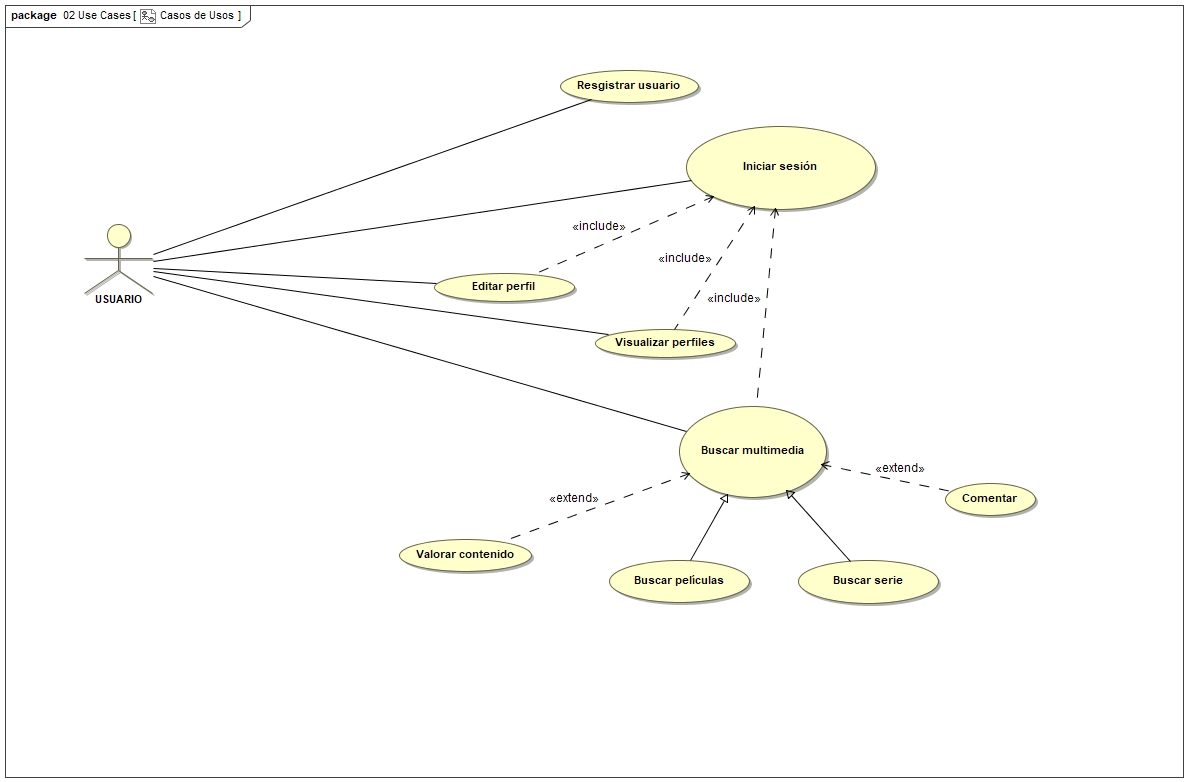 package 02 Use Cases [ Casos de Usos ]
Resgistrar usuario
Iniciar sesión
«include»
«include»
Editar perfil
USUARIO
«include»
Visualizar perfiles
Buscar multimedia
«extend»
«extend»
Comentar
Valorar contenido
Buscar películas
Buscar serie